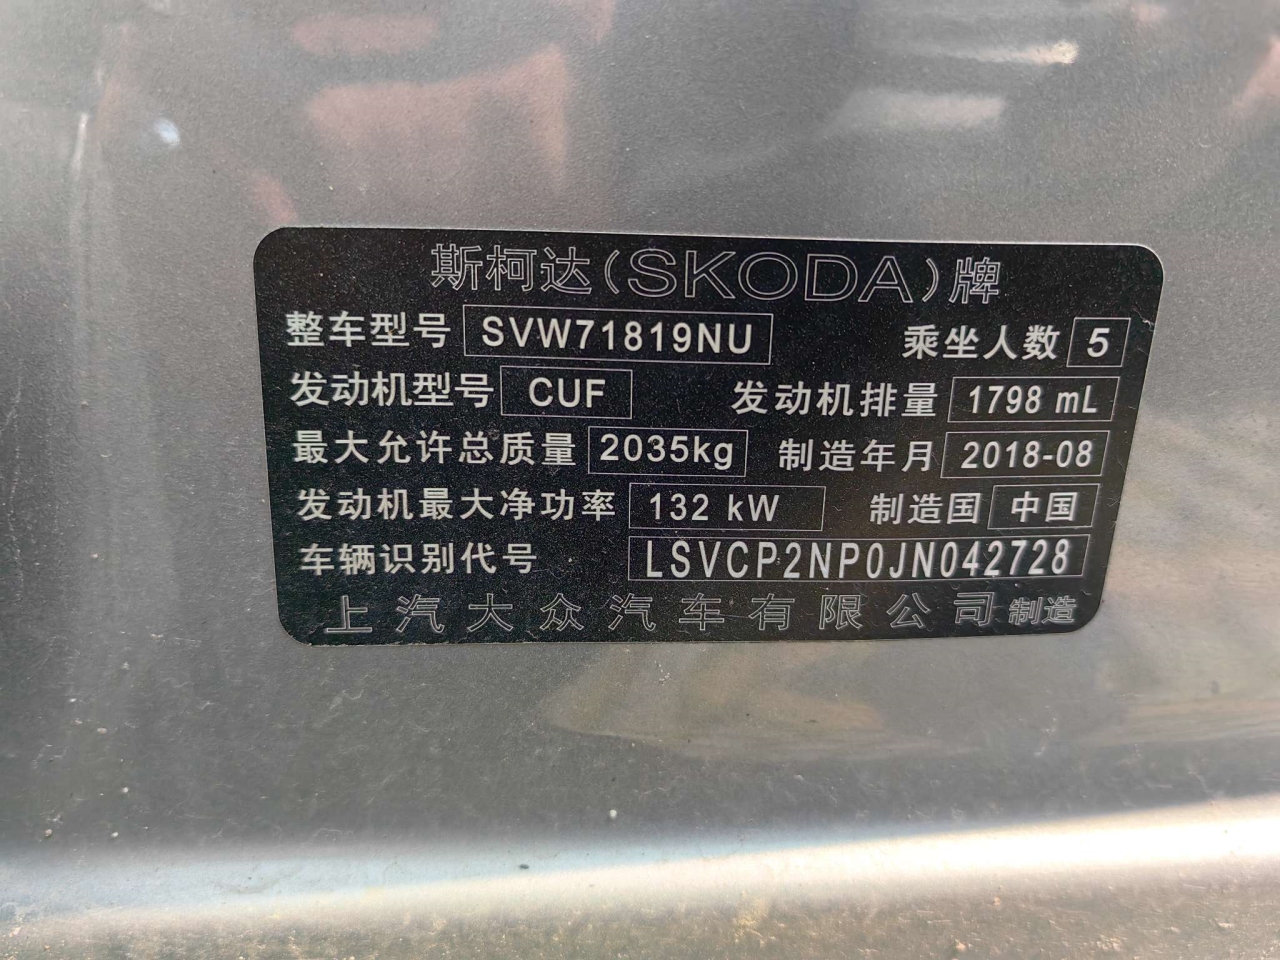 斯柯达(SKODA)牌
整车型号 SVW71819NU 乘坐人数 5
发动机型号 CUF 发动机排量 1798 mL
最大允许总质量 2035kg 制造年月 2018-08
发动机最大净功率 132 kW 制造国 中国
车辆识别代号 LSVCP2NP0JN042728
上汽大众汽车有限公司制造